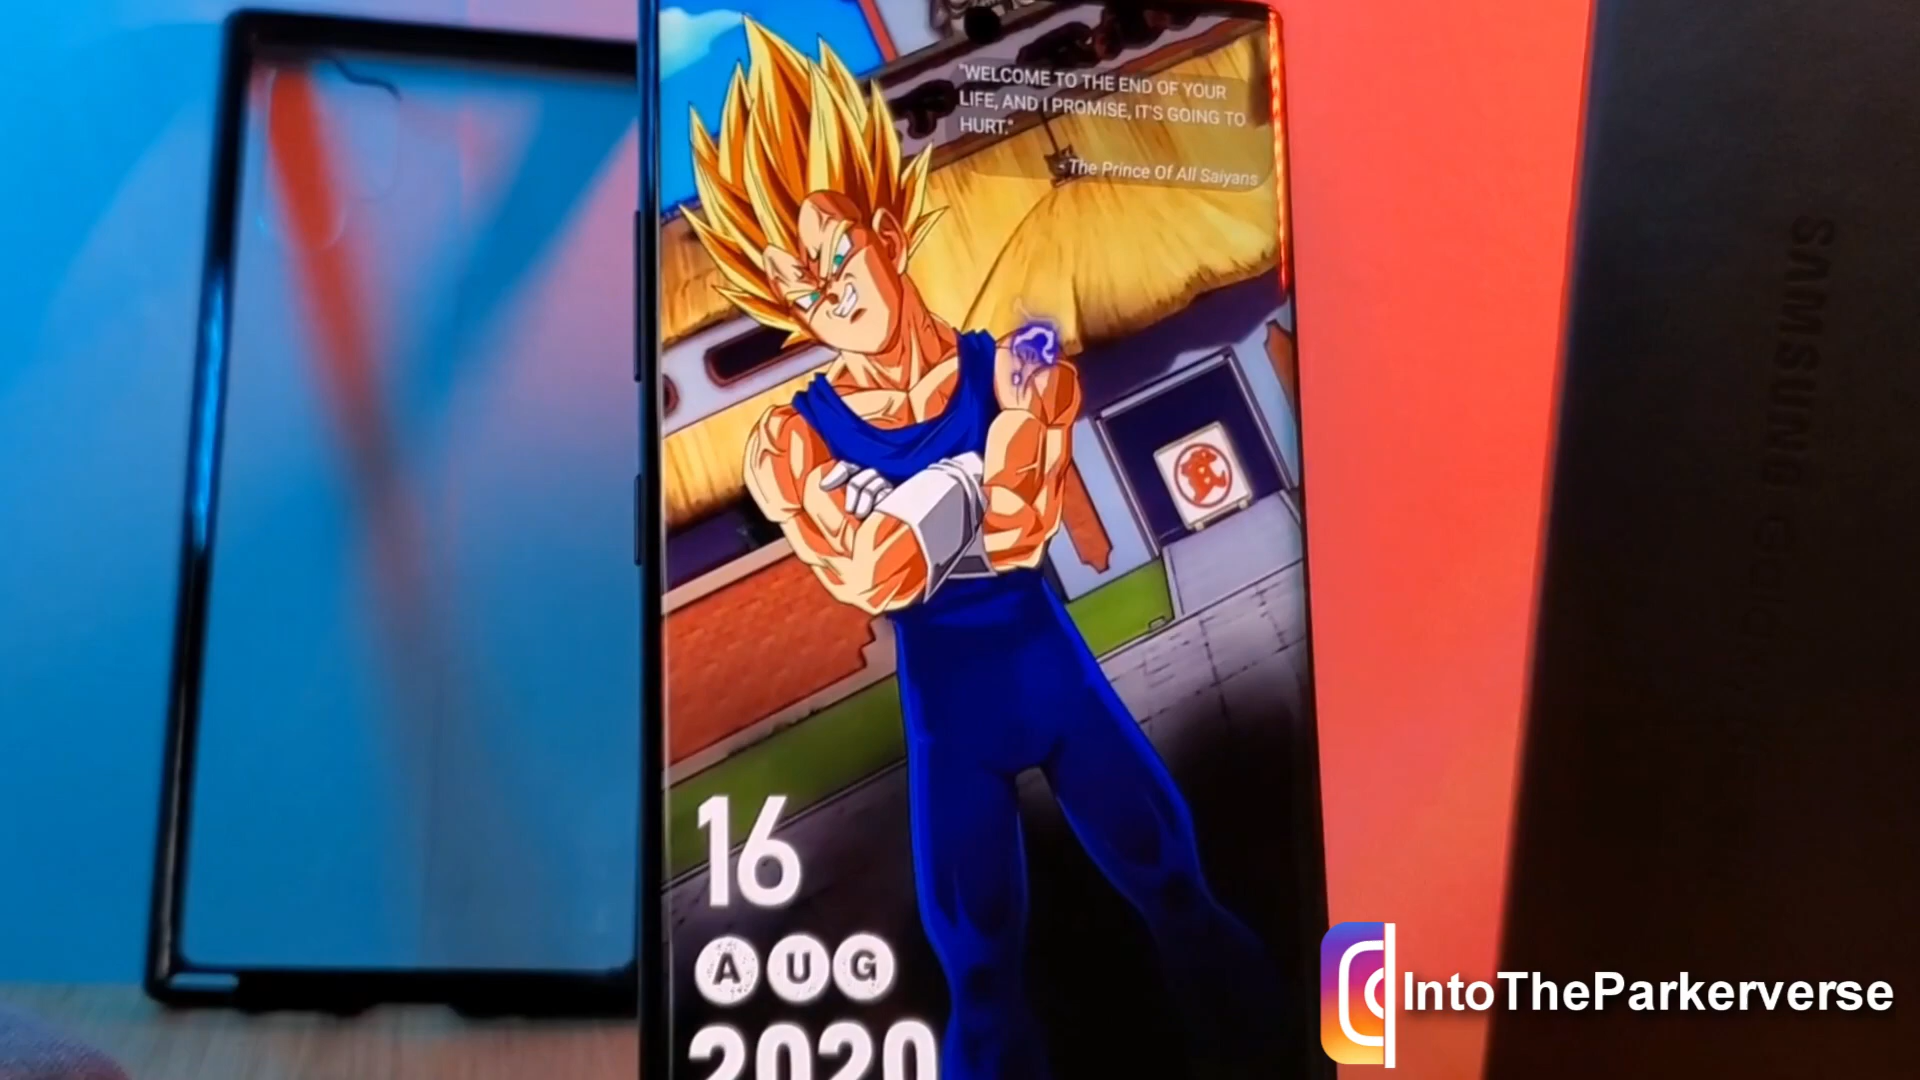 "WELCOME TO THE END OF YOUR
LIFE, AND I PROMISE, IT'S GOING TO
HURT."
- The Prince Of All Saiyans
16
AUG
2020
SAMSUNG
IntoTheParkerverse